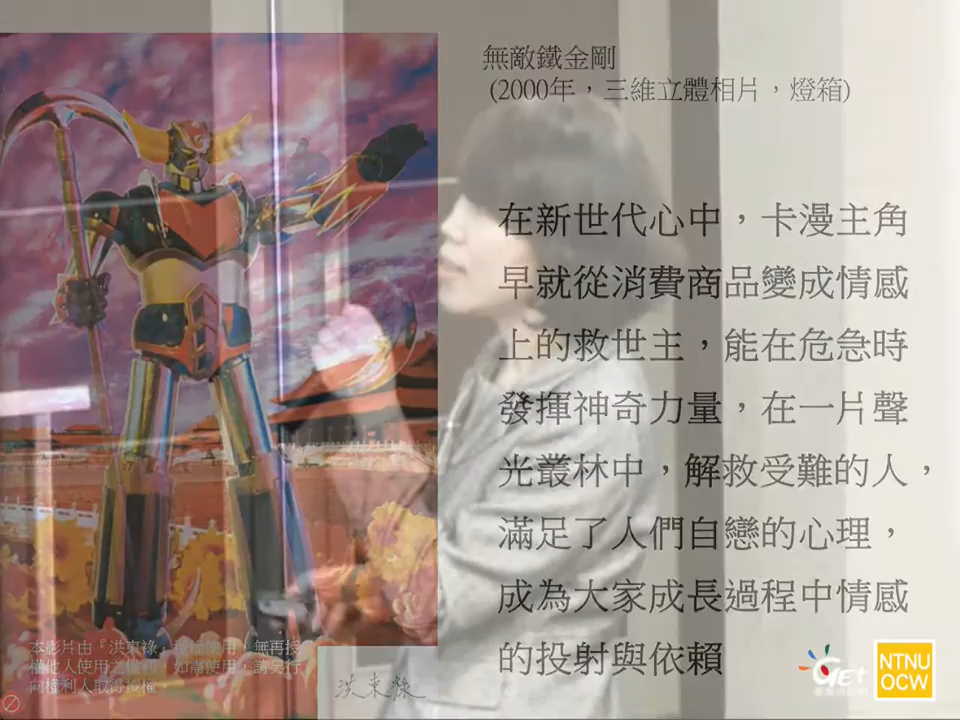 無敵鐵金剛
(2000年，三維立體相片，燈箱)
在新世代心中，卡漫主角
早就從消費商品變成情感
上的救世主，能在危急時
發揮神奇力量，在一片聲
光叢林中，解救受難的人，
滿足了人們自戀的心理，
成為大家成長過程中情感
的投射與依賴
本影片由『洪東祿』授權使用，無再授
權他人使用之權利，如需使用，請另行
向權利人取得授權
洪東祿
GET
NTNU
OCW